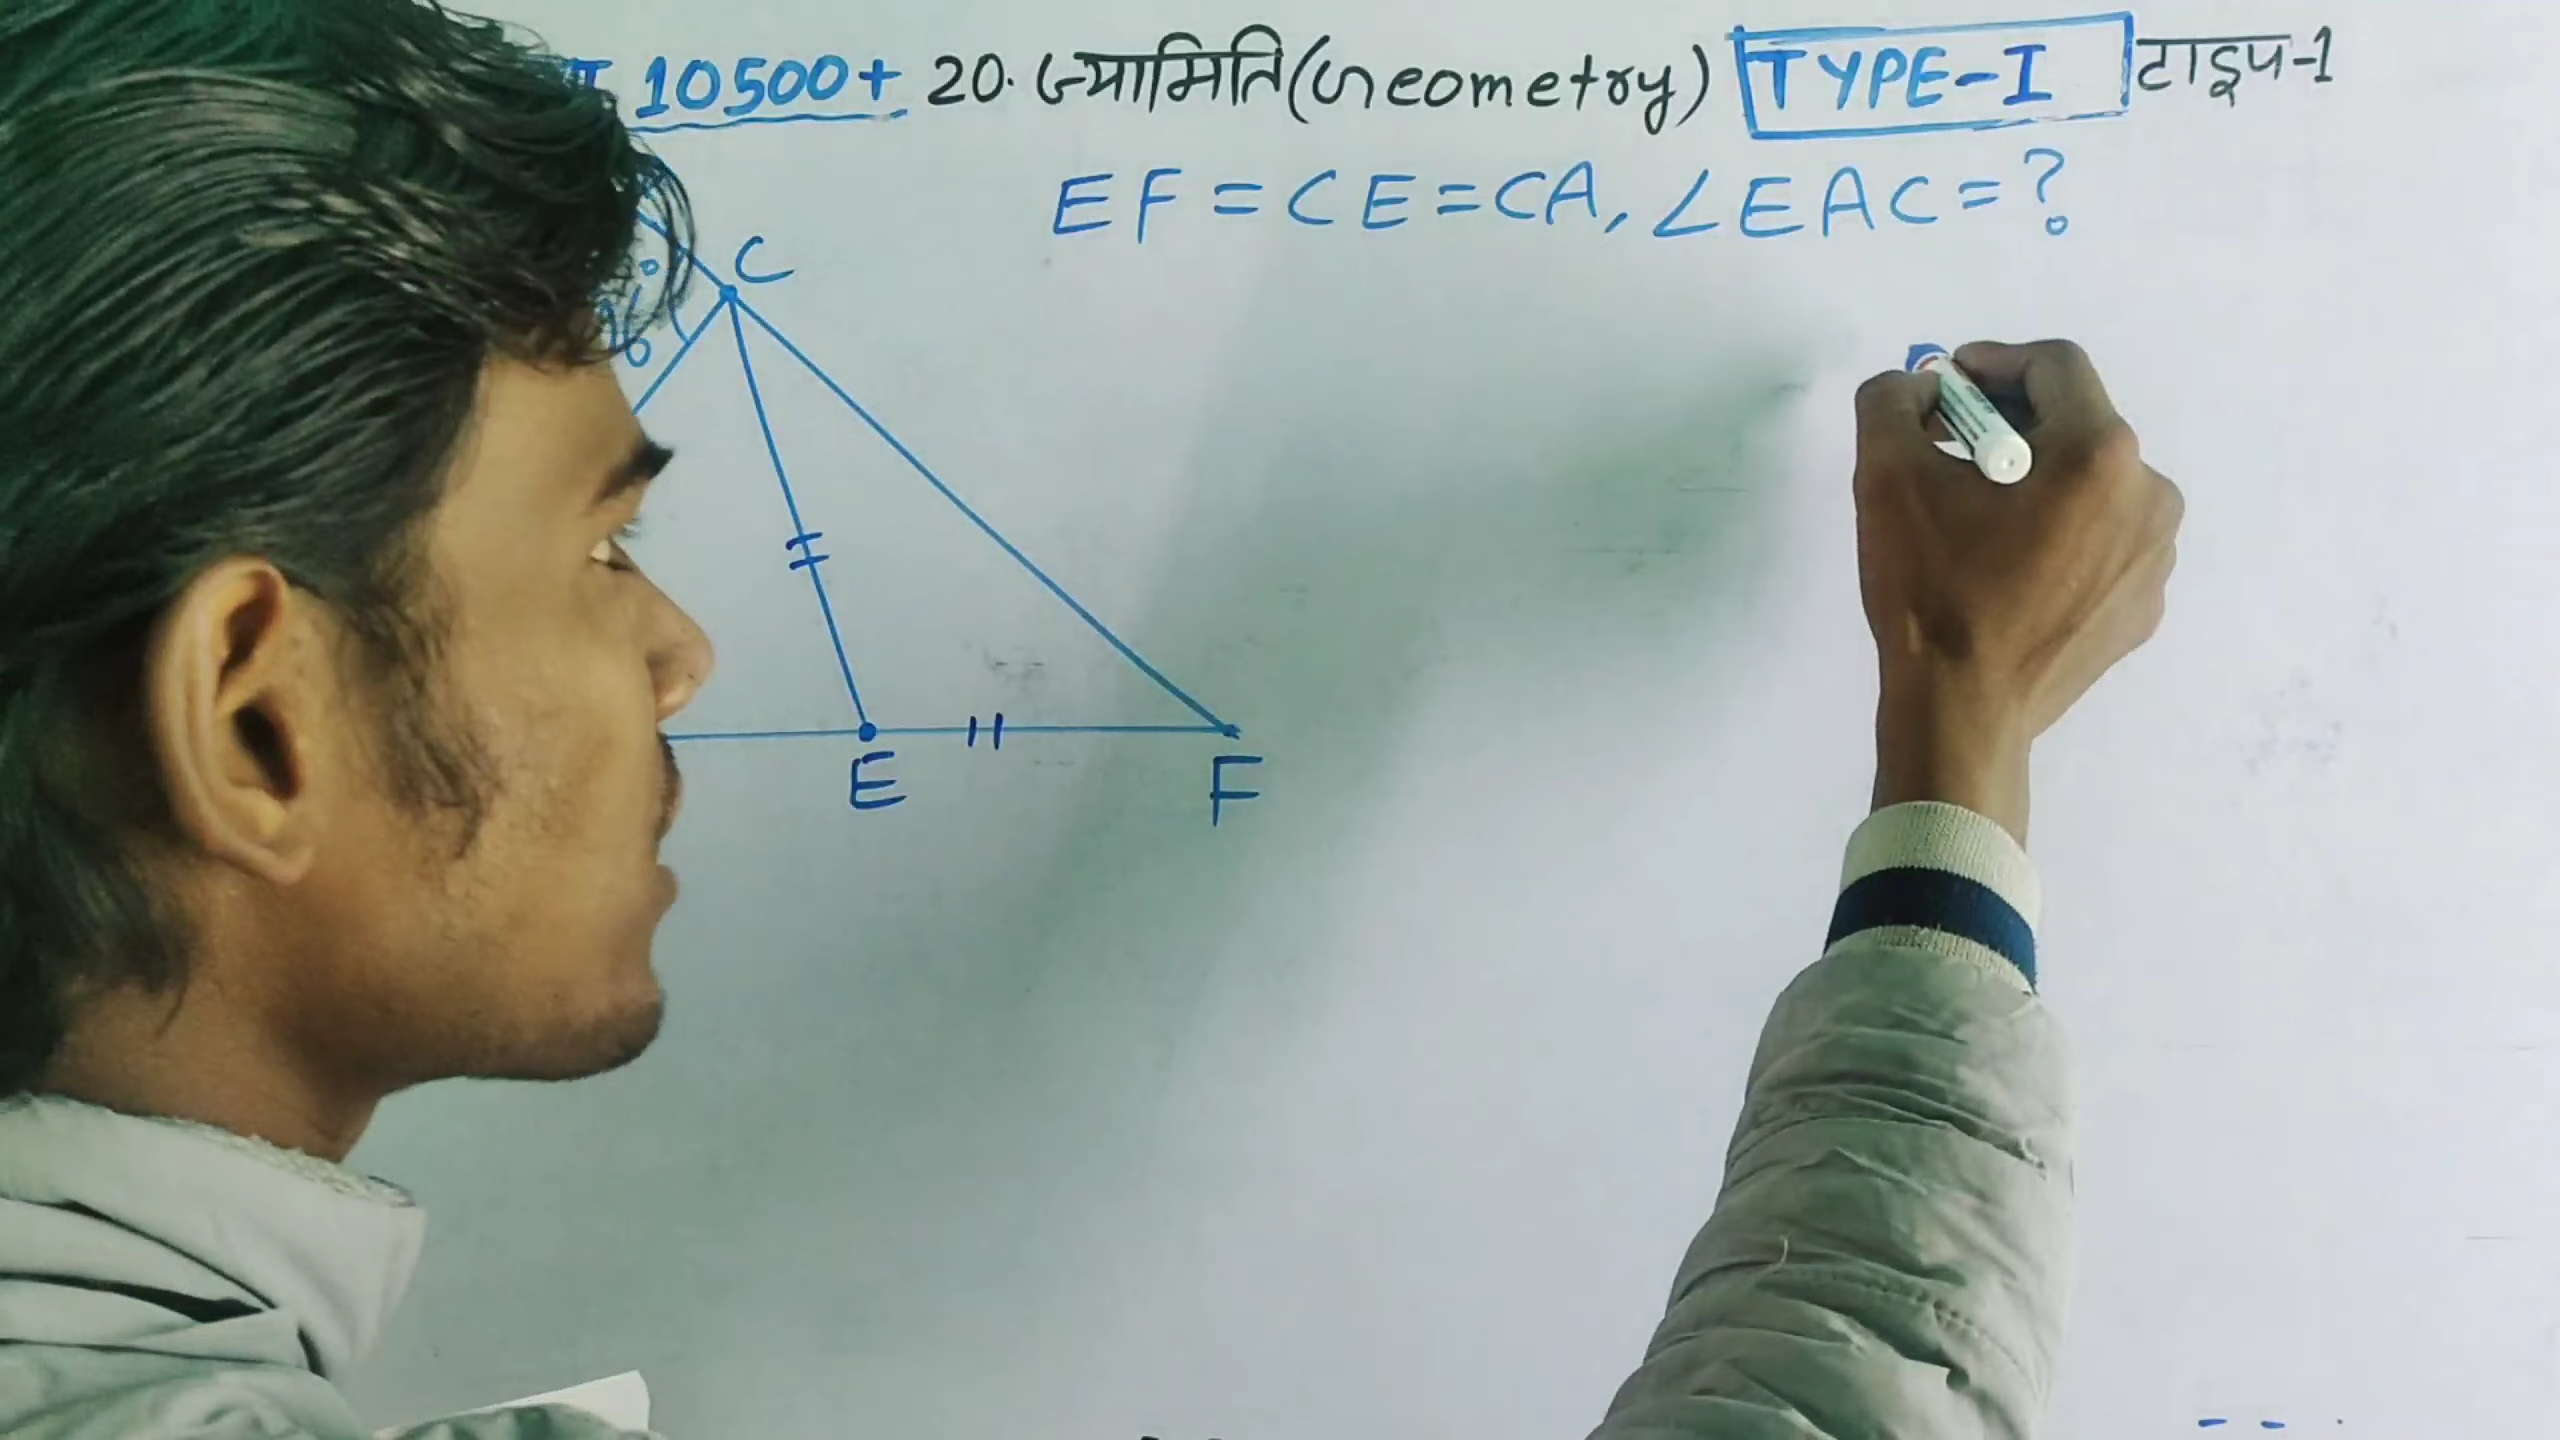 10500+ 20. ज्यामिति (Geometry) TYPE-I टाइप-1
EF = CE = CA, ∠EAC = ?
C
E
F